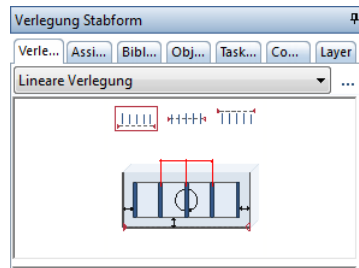 Verlegung Stabform
Verle... Assi... Bibl... Obj... Task... Co... Layer
Lineare Verlegung ...